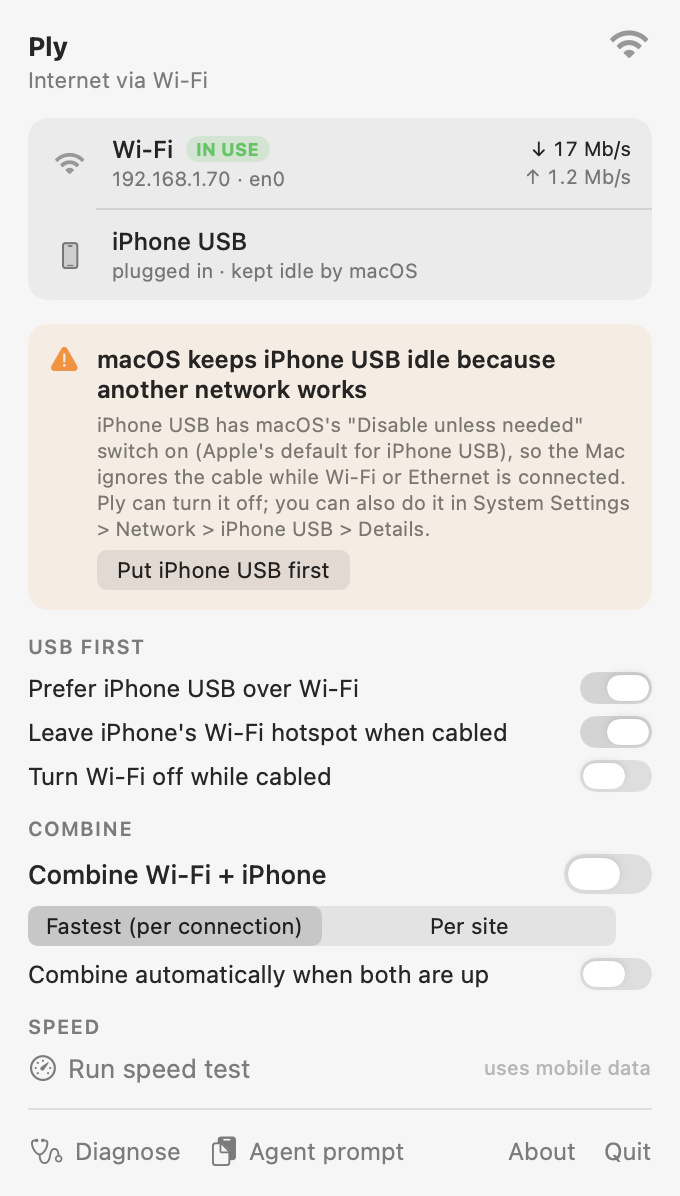 Ply
Internet via Wi-Fi
Wi-Fi IN USE ↓ 17 Mb/s
192.168.1.70 · en0 ↑ 1.2 Mb/s
iPhone USB
plugged in · kept idle by macOS
macOS keeps iPhone USB idle because
another network works
iPhone USB has macOS's "Disable unless needed"
switch on (Apple's default for iPhone USB), so the Mac
ignores the cable while Wi-Fi or Ethernet is connected.
Ply can turn it off; you can also do it in System Settings
> Network > iPhone USB > Details.
Put iPhone USB first
USB FIRST
Prefer iPhone USB over Wi-Fi
Leave iPhone's Wi-Fi hotspot when cabled
Turn Wi-Fi off while cabled
COMBINE
Combine Wi-Fi + iPhone
Fastest (per connection) Per site
Combine automatically when both are up
SPEED
Run speed test uses mobile data
Diagnose Agent prompt About Quit